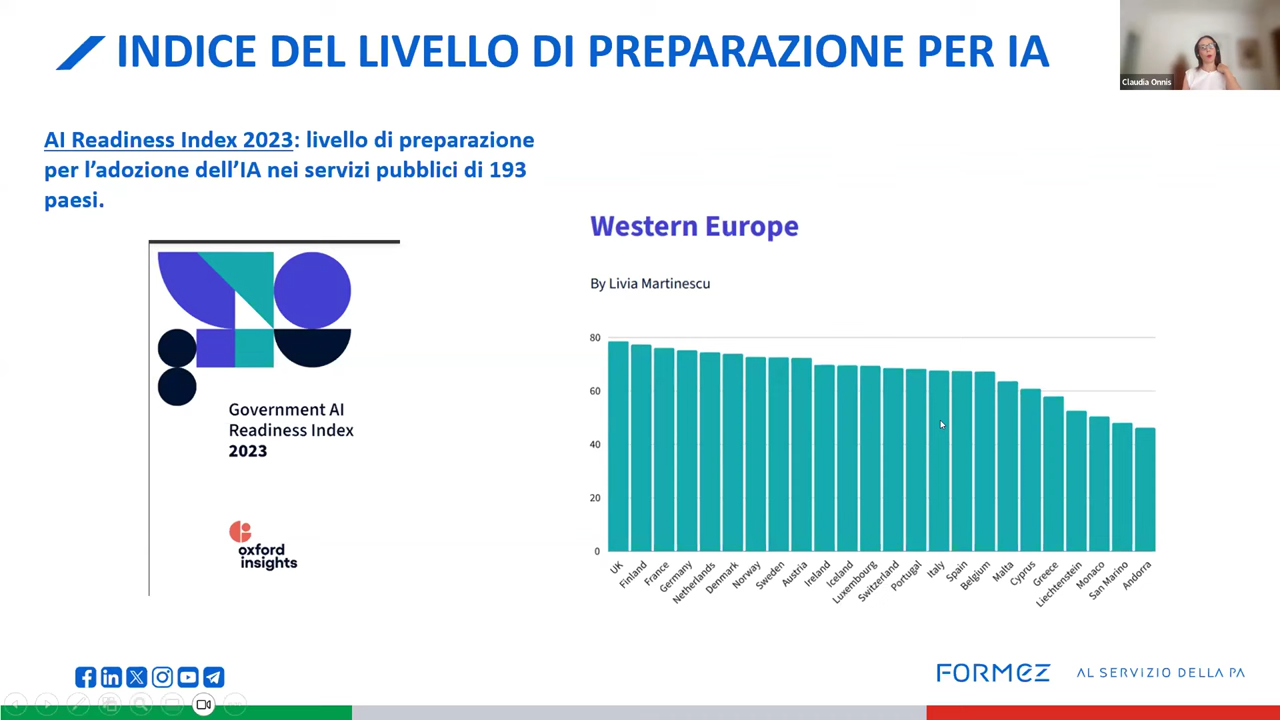 INDICE DEL LIVELLO DI PREPARAZIONE PER IA
Claudia Onnis
AI Readiness Index 2023: livello di preparazione
per l’adozione dell’IA nei servizi pubblici di 193
paesi.
Government AI
Readiness Index
2023
oxford
insights
Western Europe
By Livia Martinescu
80
60
40
20
0
UK
Finland
France
Germany
Netherlands
Denmark
Norway
Sweden
Austria
Ireland
Iceland
Luxembourg
Switzerland
Portugal
Italy
Spain
Belgium
Malta
Cyprus
Greece
Liechtenstein
Monaco
San Marino
Andorra
FORMEZ
AL SERVIZIO DELLA PA